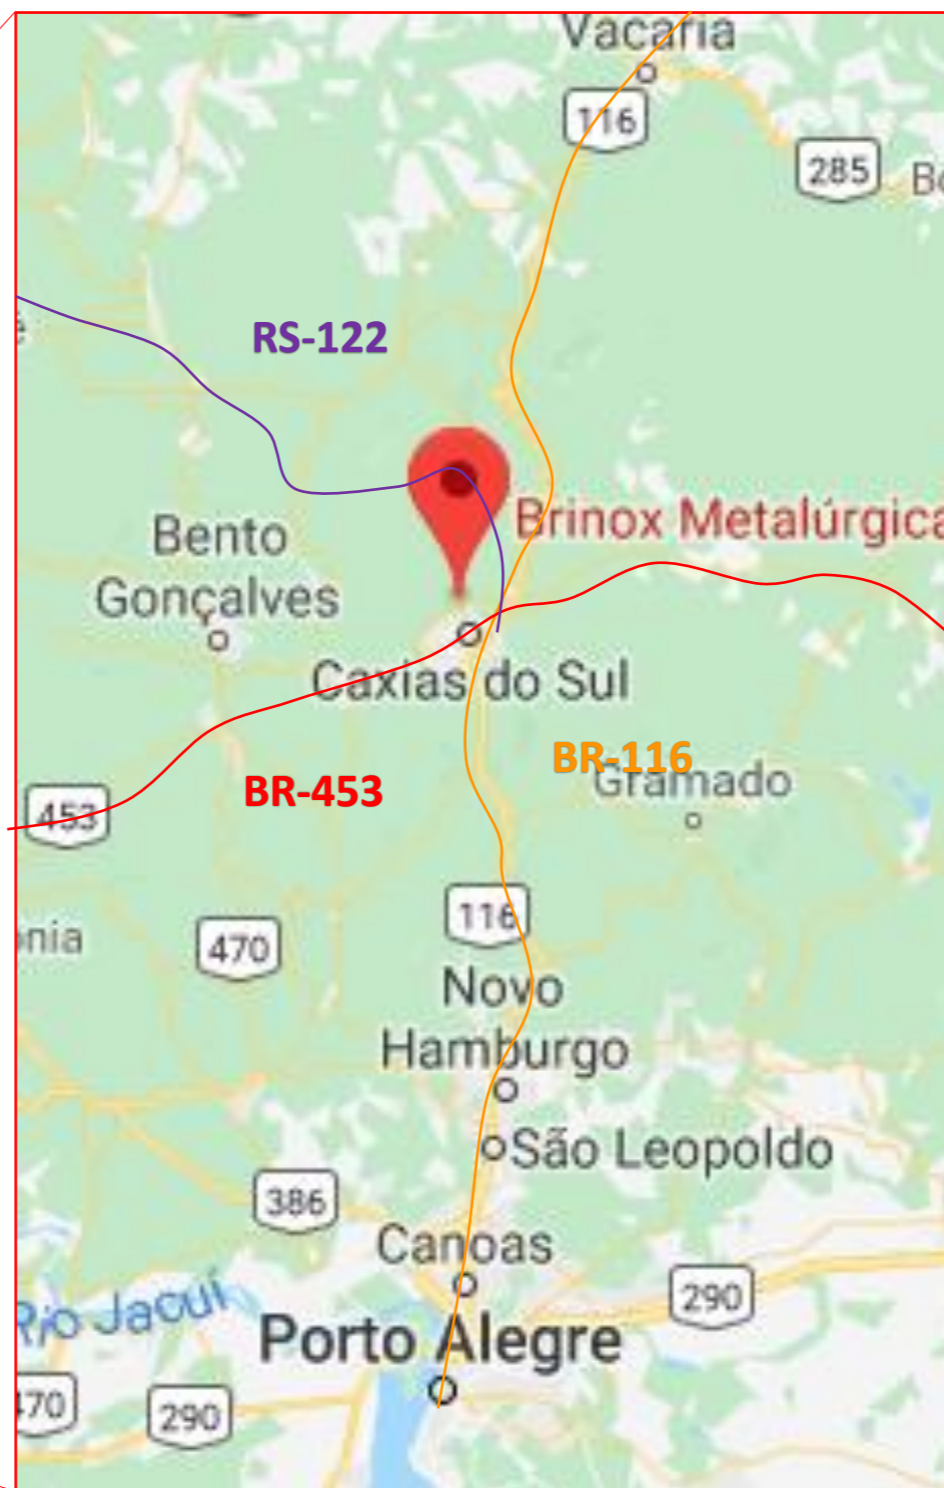 Vacaria
116
285
RS-122
Brinox Metalúrgica
Bento
Gonçalves
Caxias do Sul
BR-116
Gramado
BR-453
453
116
470
Novo
Hamburgo
São Leopoldo
386
Canoas
290
Rio Jacuí
Porto Alegre
290